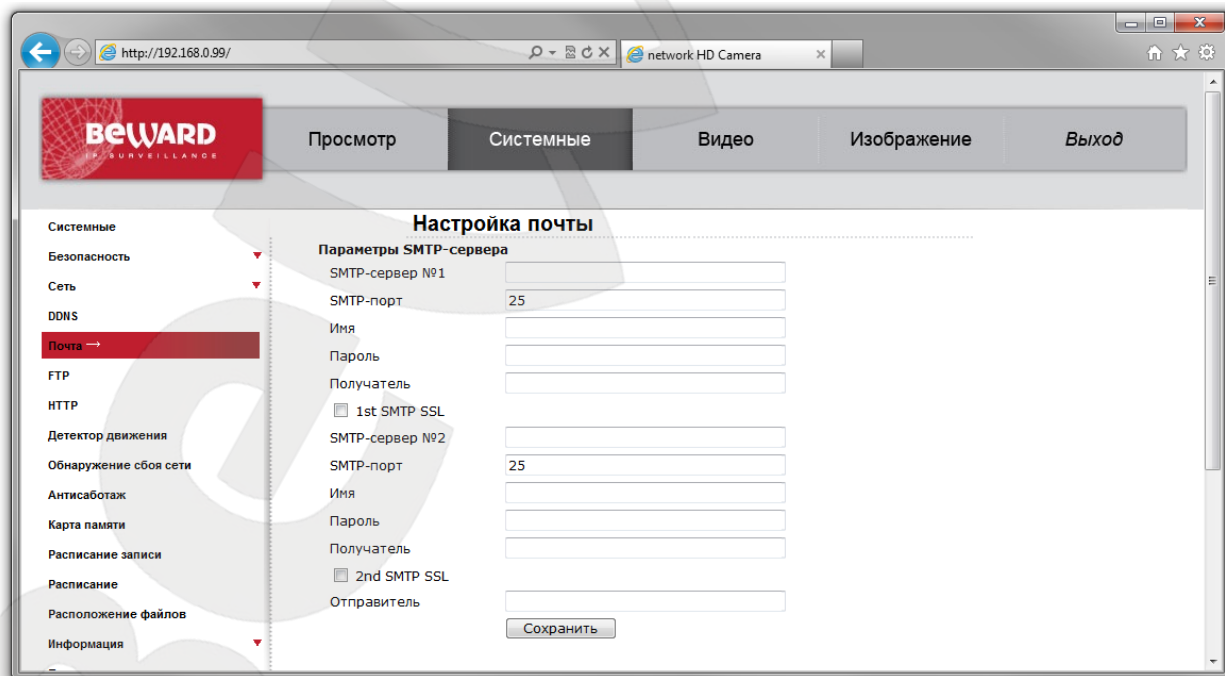 http://192.168.0.99/
network HD Camera
BEWARD
IP SURVEILLANCE
Просмотр
Системные
Видео
Изображение
Выход
Системные
Безопасность
Сеть
DDNS
Почта →
FTP
HTTP
Детектор движения
Обнаружение сбоя сети
Антисаботаж
Карта памяти
Расписание записи
Расписание
Расположение файлов
Информация
Настройка почты
Параметры SMTP-сервера
SMTP-сервер №1
SMTP-порт 25
Имя
Пароль
Получатель
1st SMTP SSL
SMTP-сервер №2
SMTP-порт 25
Имя
Пароль
Получатель
2nd SMTP SSL
Отправитель
Сохранить